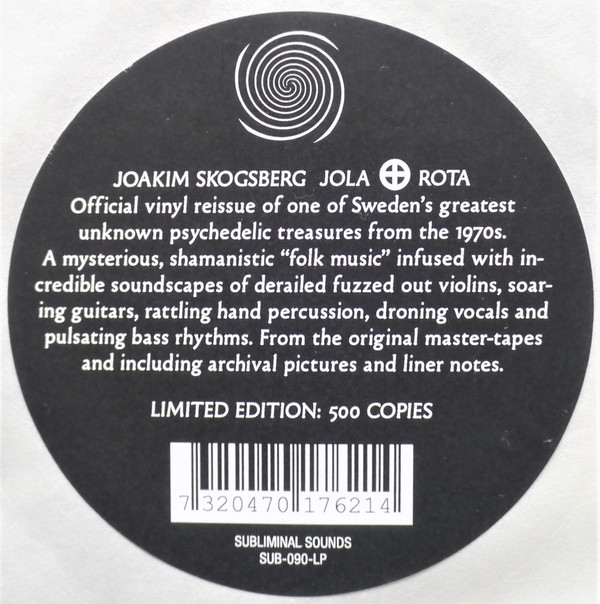 JOAKIM SKOGSBERG JOLA ROTA
Official vinyl reissue of one of Sweden's greatest
unknown psychedelic treasures from the 1970s.
A mysterious, shamanistic "folk music" infused with in-
credible soundscapes of derailed fuzzed out violins, soar-
ing guitars, rattling hand percussion, droning vocals and
pulsating bass rhythms. From the original master-tapes
and including archival pictures and liner notes.
LIMITED EDITION: 500 COPIES
7 320470 176214
SUBLIMINAL SOUNDS
SUB-090-LP